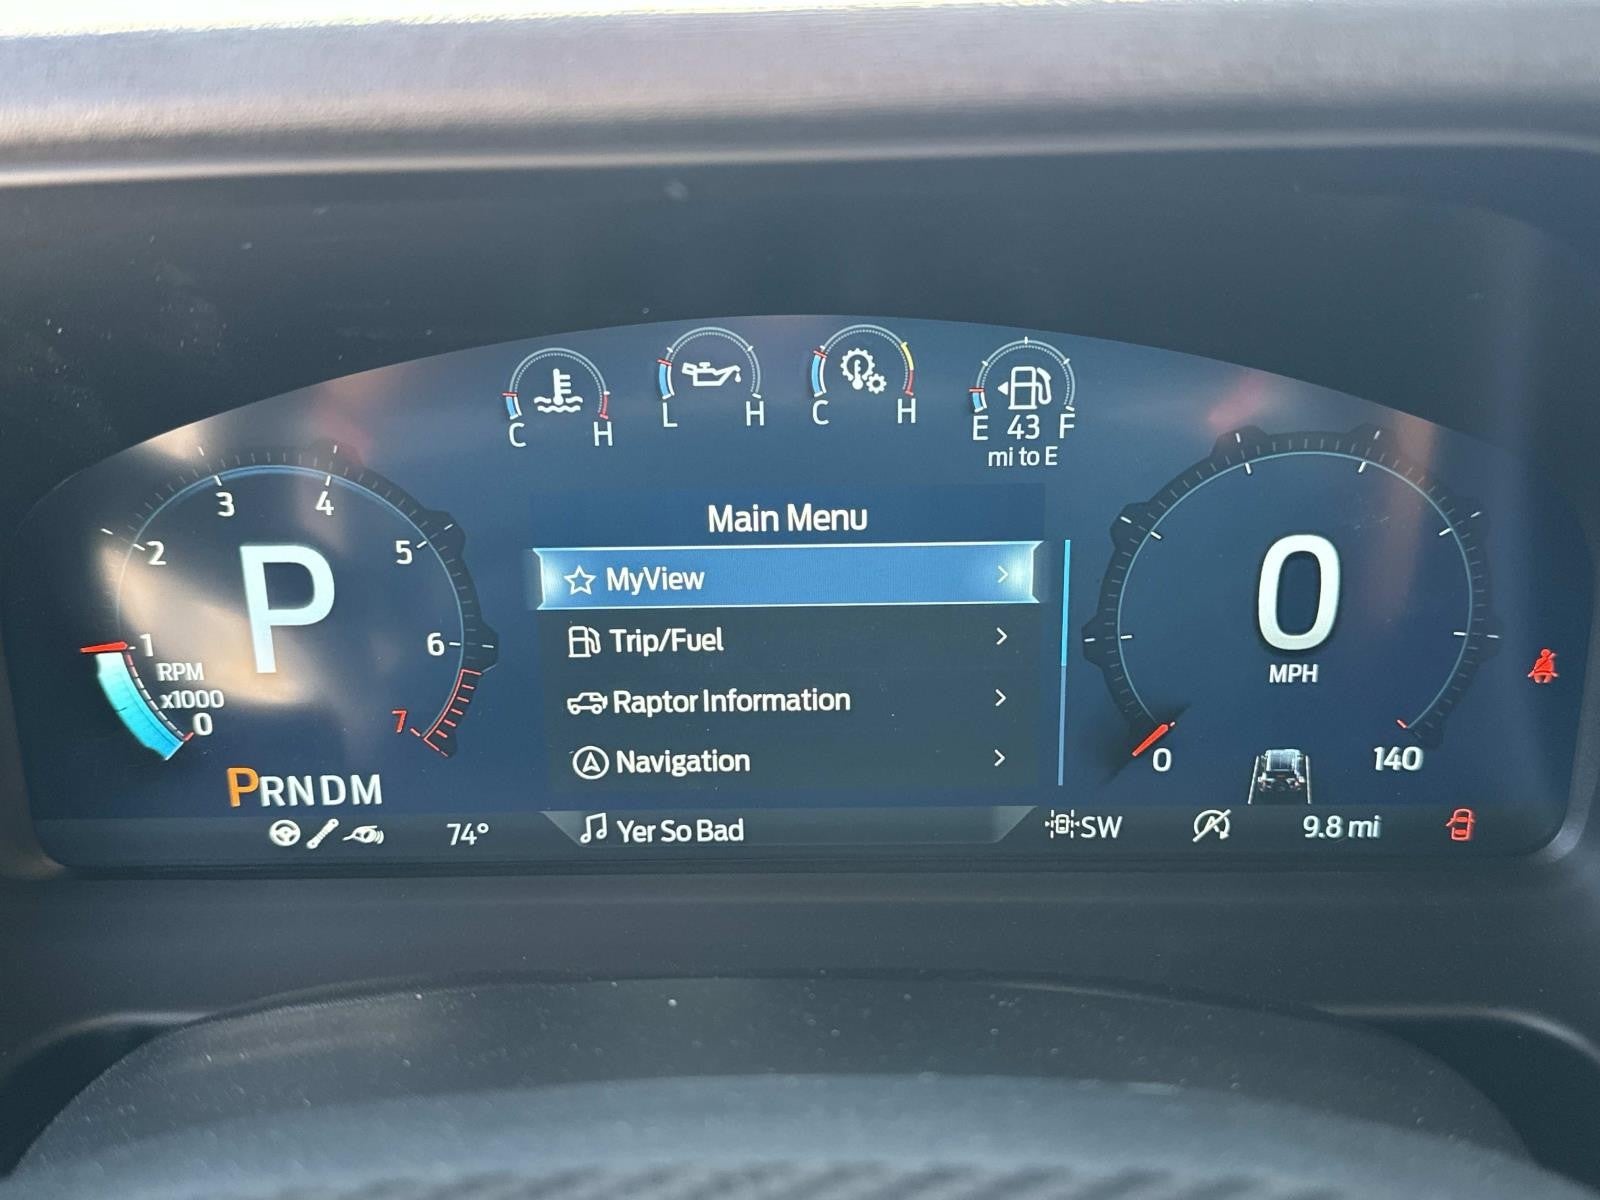 C H
L H
C H
E 43 F
mi to E
Main Menu
MyView
Trip/Fuel
Raptor Information
Navigation
Yer So Bad
0 1 2 3 4 5 6 7
P
RPM
x1000
PRNDM
74°
0
MPH
0 140
SW
9.8 mi